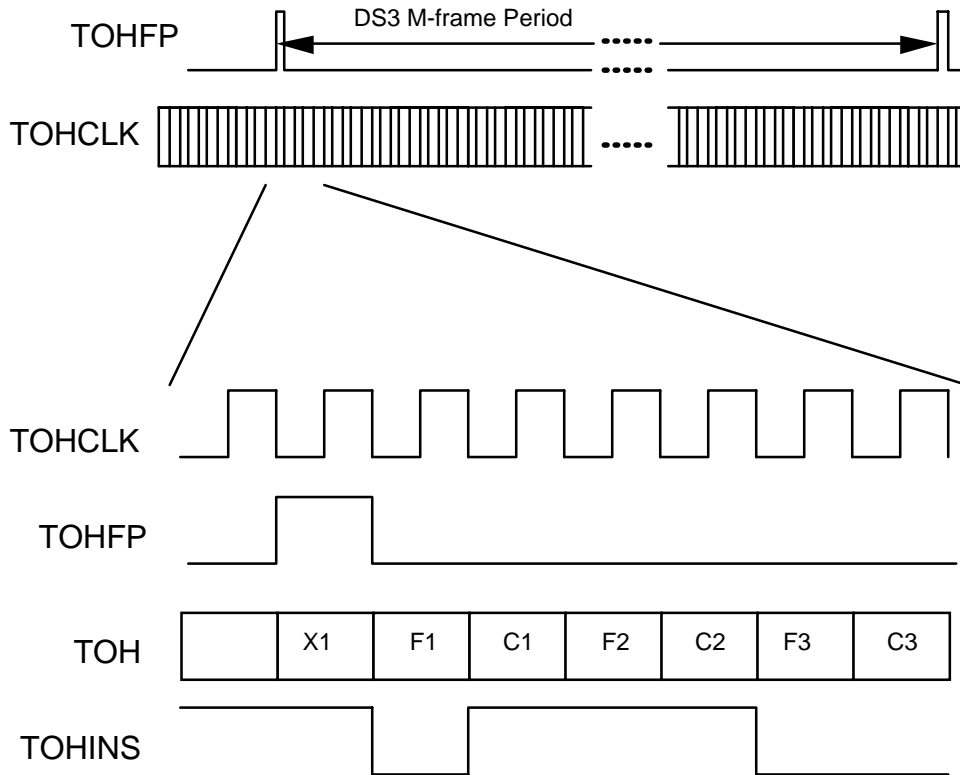 DS3 M-frame Period
TOHFP
TOHCLK
TOHCLK
TOHFP
TOH X1 F1 C1 F2 C2 F3 C3
TOHINS